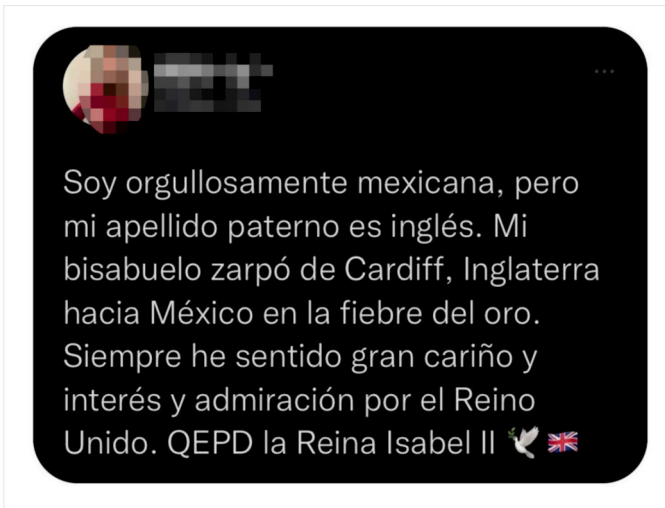 Soy orgullosamente mexicana, pero
mi apellido paterno es inglés. Mi
bisabuelo zarpó de Cardiff, Inglaterra
hacia México en la fiebre del oro.
Siempre he sentido gran cariño y
interés y admiración por el Reino
Unido. QEPD la Reina Isabel II 🕊️ 🇬🇧